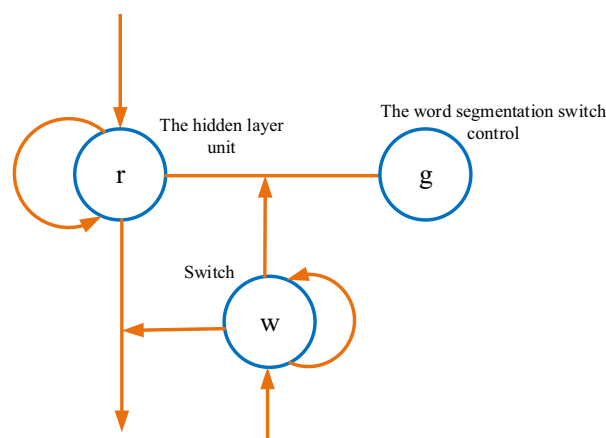 The hidden layer
unit
The word segmentation switch
control
r
g
Switch
w